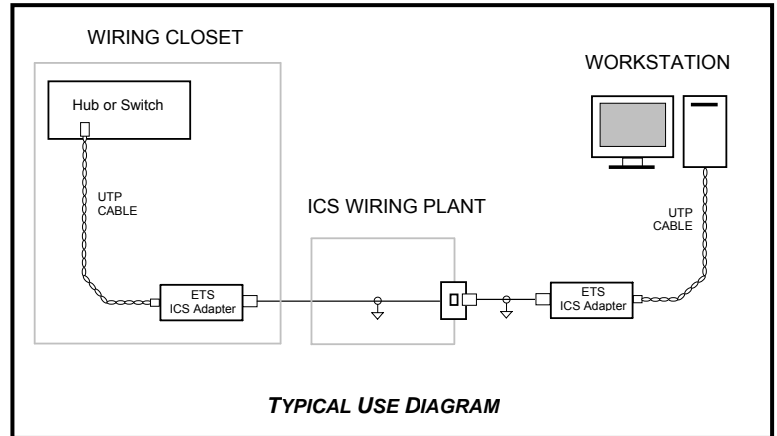 WIRING CLOSET
WORKSTATION
Hub or Switch
UTP
CABLE
ICS WIRING PLANT
UTP
CABLE
ETS
ICS Adapter
ETS
ICS Adapter
TYPICAL USE DIAGRAM